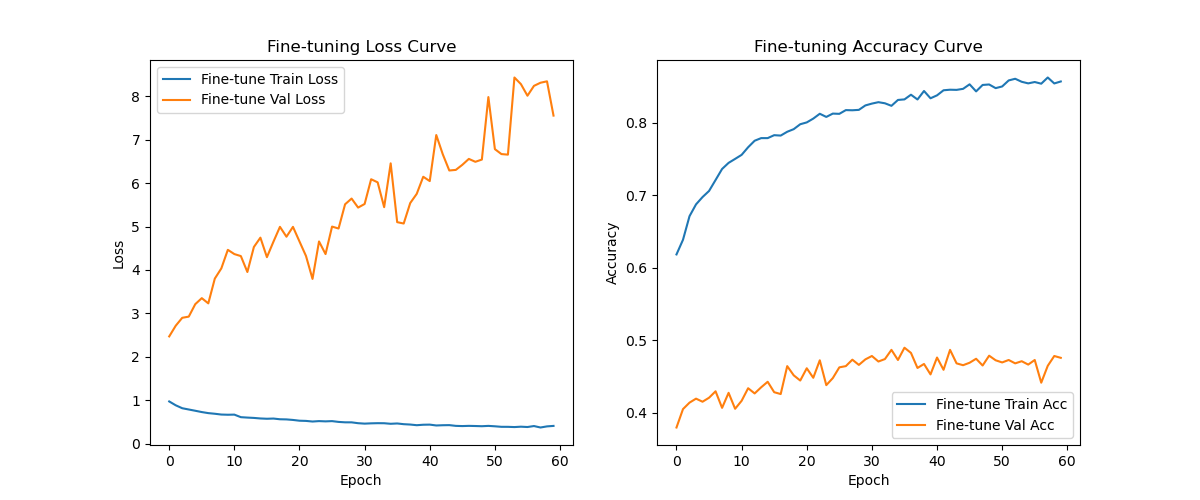 Fine-tuning Loss Curve
Fine-tune Train Loss
Fine-tune Val Loss
8
7
6
5
4
3
2
1
0
Loss
0 10 20 30 40 50 60
Epoch
Fine-tuning Accuracy Curve
0.8
0.7
0.6
0.5
0.4
Accuracy
Fine-tune Train Acc
Fine-tune Val Acc
0 10 20 30 40 50 60
Epoch